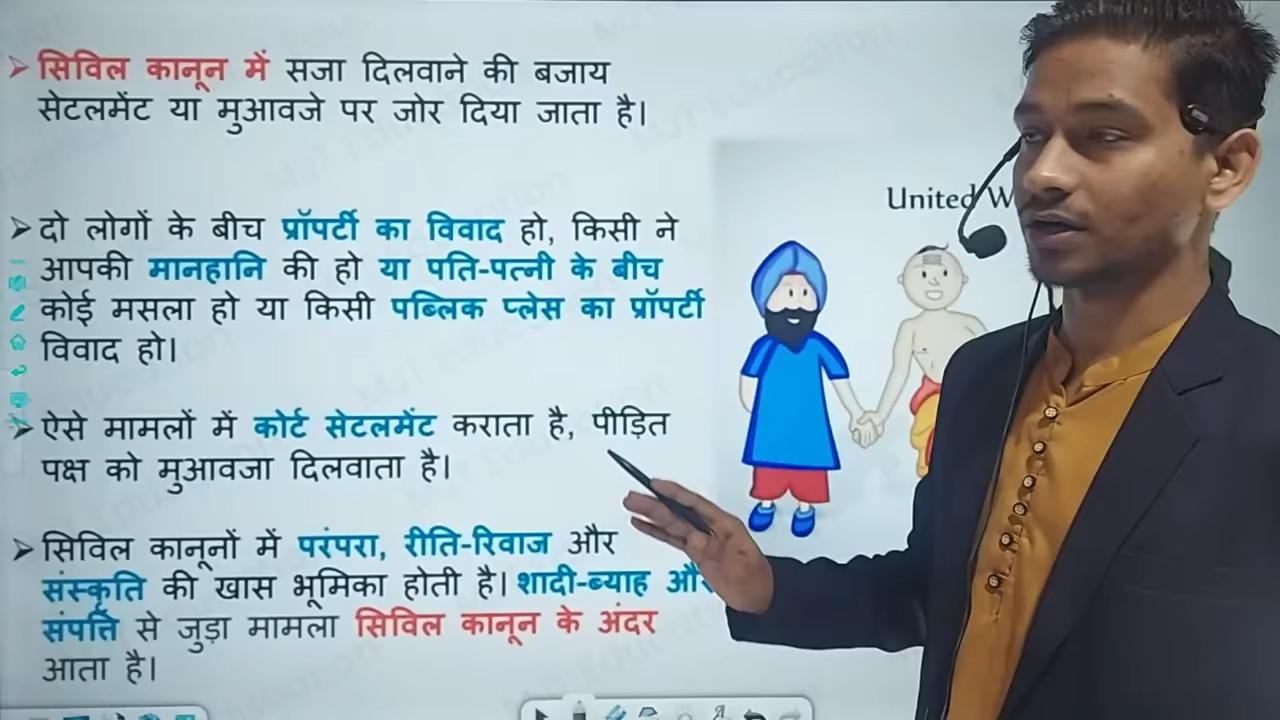 सिविल कानून में सजा दिलवाने की बजाय
सेटलमेंट या मुआवजे पर जोर दिया जाता है।
दो लोगों के बीच प्रॉपर्टी का विवाद हो, किसी ने
आपकी मानहानि की हो या पति-पत्नी के बीच
कोई मसला हो या किसी पब्लिक प्लेस का प्रॉपर्टी
विवाद हो।
ऐसे मामलों में कोर्ट सेटलमेंट कराता है, पीड़ित
पक्ष को मुआवजा दिलवाता है।
सिविल कानूनों में परंपरा, रीति-रिवाज और
संस्कृति की खास भूमिका होती है। शादी-ब्याह और
संपति से जुड़ा मामला सिविल कानून के अंदर
आता है।
United W